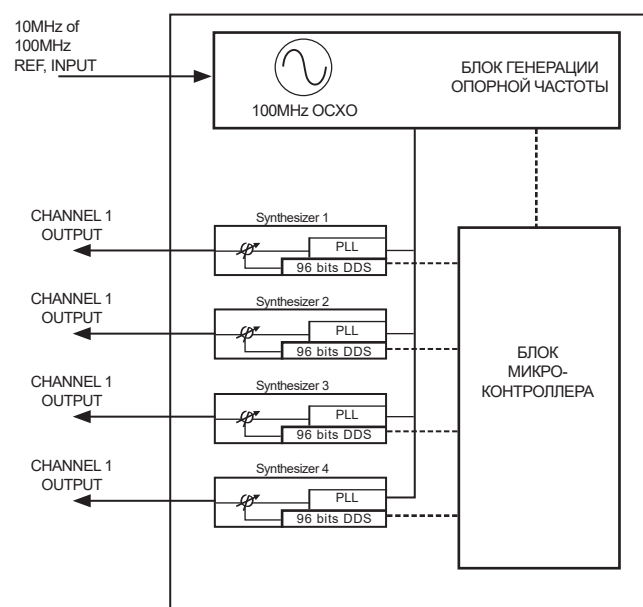 10MHz of
100MHz
REF, INPUT
БЛОК ГЕНЕРАЦИИ
ОПОРНОЙ ЧАСТОТЫ
100MHz OCXO
CHANNEL 1
OUTPUT
Synthesizer 1
φ
PLL
96 bits DDS
CHANNEL 1
OUTPUT
Synthesizer 2
φ
PLL
96 bits DDS
БЛОК
МИКРО-
КОНТРОЛЛЕРА
CHANNEL 1
OUTPUT
Synthesizer 3
φ
PLL
96 bits DDS
CHANNEL 1
OUTPUT
Synthesizer 4
φ
PLL
96 bits DDS